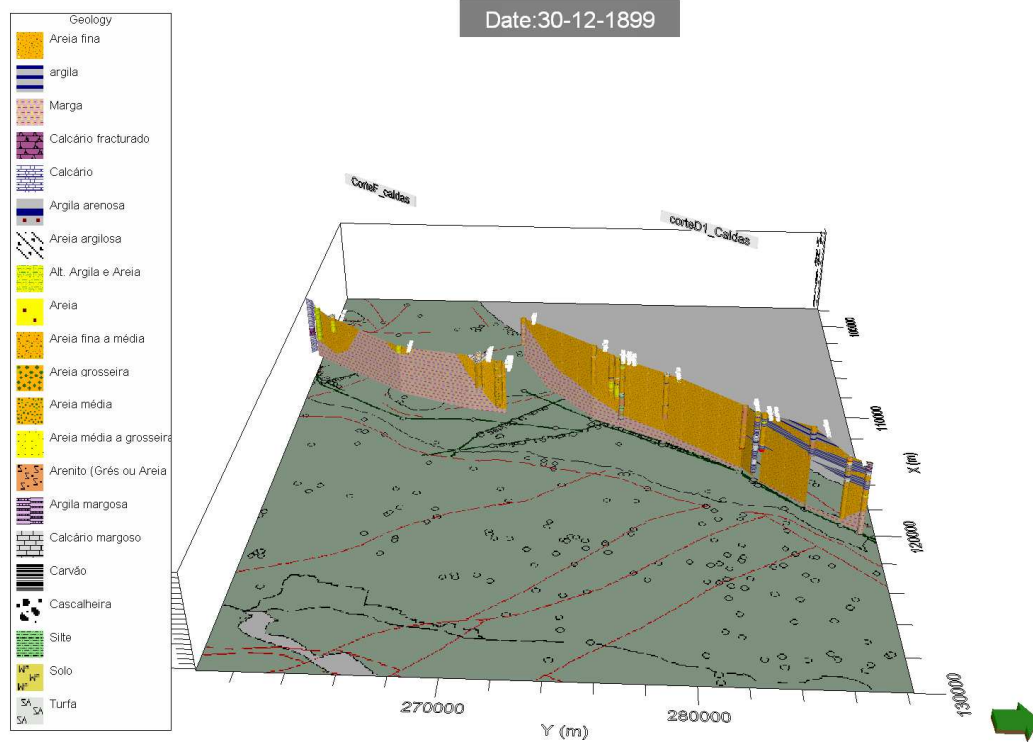 Date:30-12-1899
Geology
Areia fina
argila
Marga
Calcário fracturado
Calcário
Argila arenosa
Areia argilosa
Alt. Argila e Areia
Areia
Areia fina a média
Areia grosseira
Areia média
Areia média a grosseira
Arenito (Grés ou Areia
Argila margosa
Calcário margoso
Carvão
Cascalheira
Silte
Solo
Turfa
CorteF_caldas
corteD1_Caldas
110000
X (m)
120000
130000
270000
280000
Y (m)